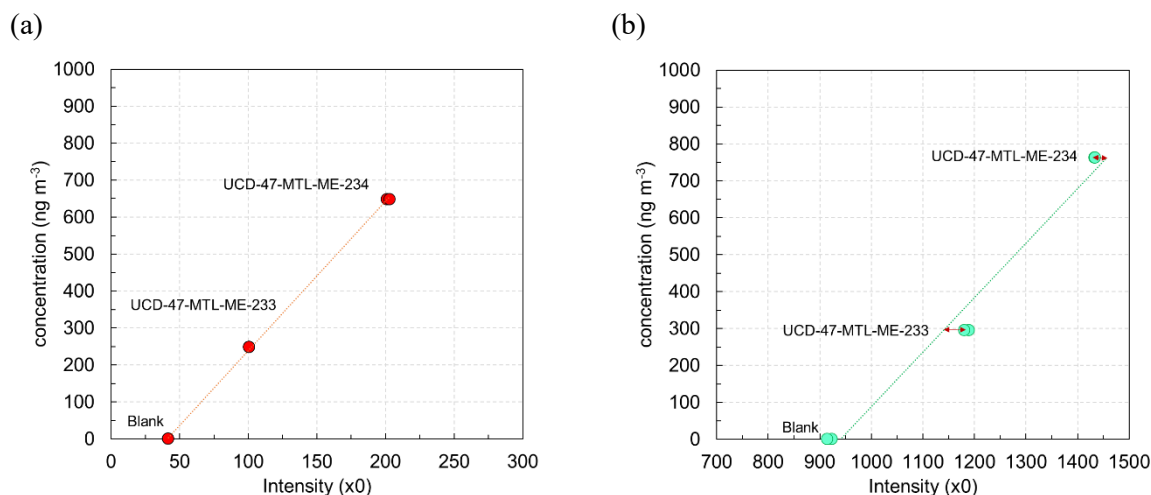 (a)
1000
900
800
700
600
500
400
300
200
100
0
concentration (ng m⁻³)
UCD-47-MTL-ME-234
UCD-47-MTL-ME-233
Blank
0 50 100 150 200 250 300
Intensity (x0)
(b)
1000
900
800
700
600
500
400
300
200
100
0
concentration (ng m⁻³)
UCD-47-MTL-ME-234
UCD-47-MTL-ME-233
Blank
700 800 900 1000 1100 1200 1300 1400 1500
Intensity (x0)